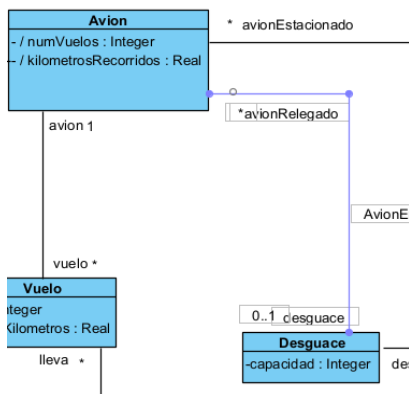 Avion
* avionEstacionado
- / numVuelos : Integer
- / kilometrosRecorridos : Real
*avionRelegado
avion 1
AvionE
vuelo *
Vuelo
nteger
Kilometros : Real
0..1 desguace
lleva *
Desguace
-capacidad : Integer
des